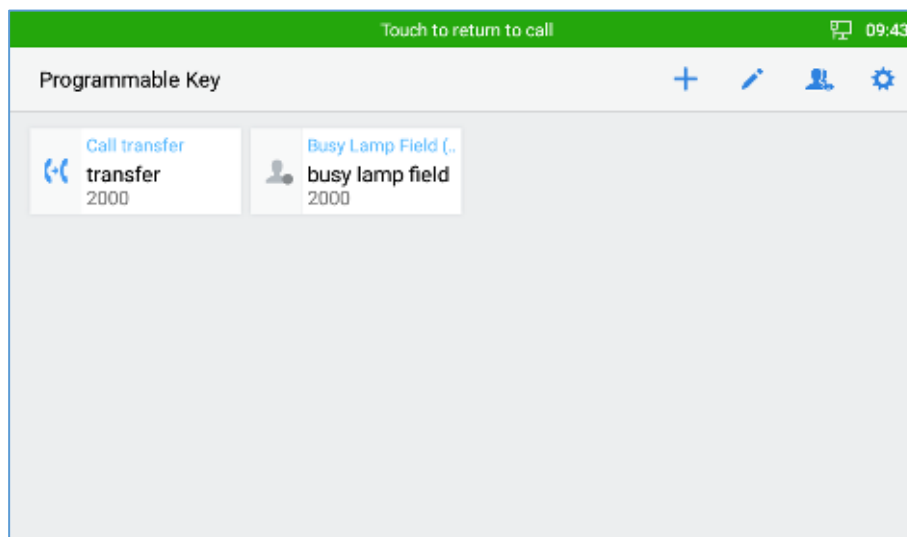 Touch to return to call
09:43
Programmable Key
Call transfer
transfer
2000
Busy Lamp Field (..
busy lamp field
2000